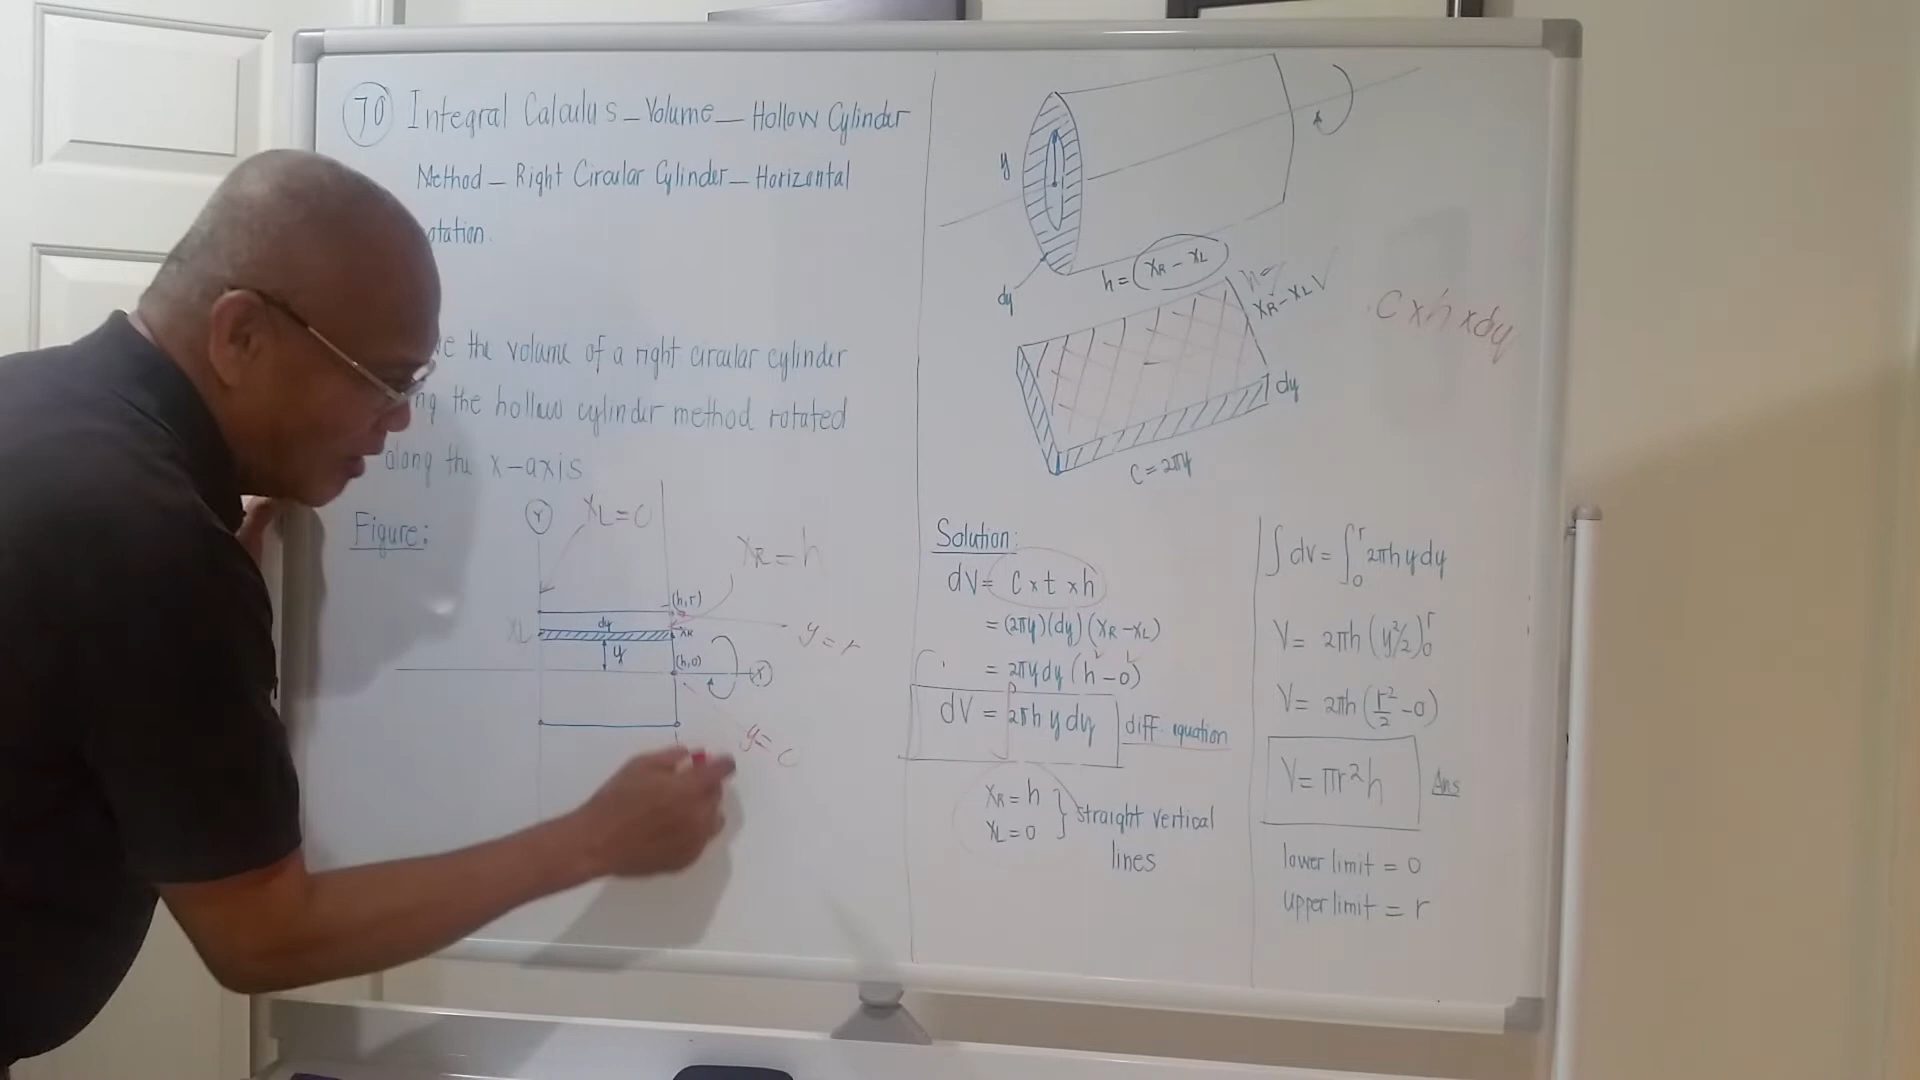 70 Integral Calculus - Volume - Hollow Cylinder
Method - Right Circular Cylinder - Horizontal
otation.
the volume of a right circular cylinder
ng the hollow cylinder method rotated
along the x-axis
Figure:
Y
XL=0
XR = h
(h,r)
dy
XL
XR
y
y = r
(h,0)
X
y = 0
y
dy
h = (XR - XL)
h =
XR - XL
C x h x dy
dy
C = 2πy
Solution:
dV = C x t x h
= (2πy)(dy)(XR - XL)
= 2πy dy (h - 0)
dV = 2πh y dy diff. equation
XR = h
XL = 0
} straight vertical
lines
∫ dv = ∫₀ʳ 2πh y dy
V = 2πh (y²/2)₀ʳ
V = 2πh (r²/2 - 0)
V = πr²h Ans
lower limit = 0
upper limit = r